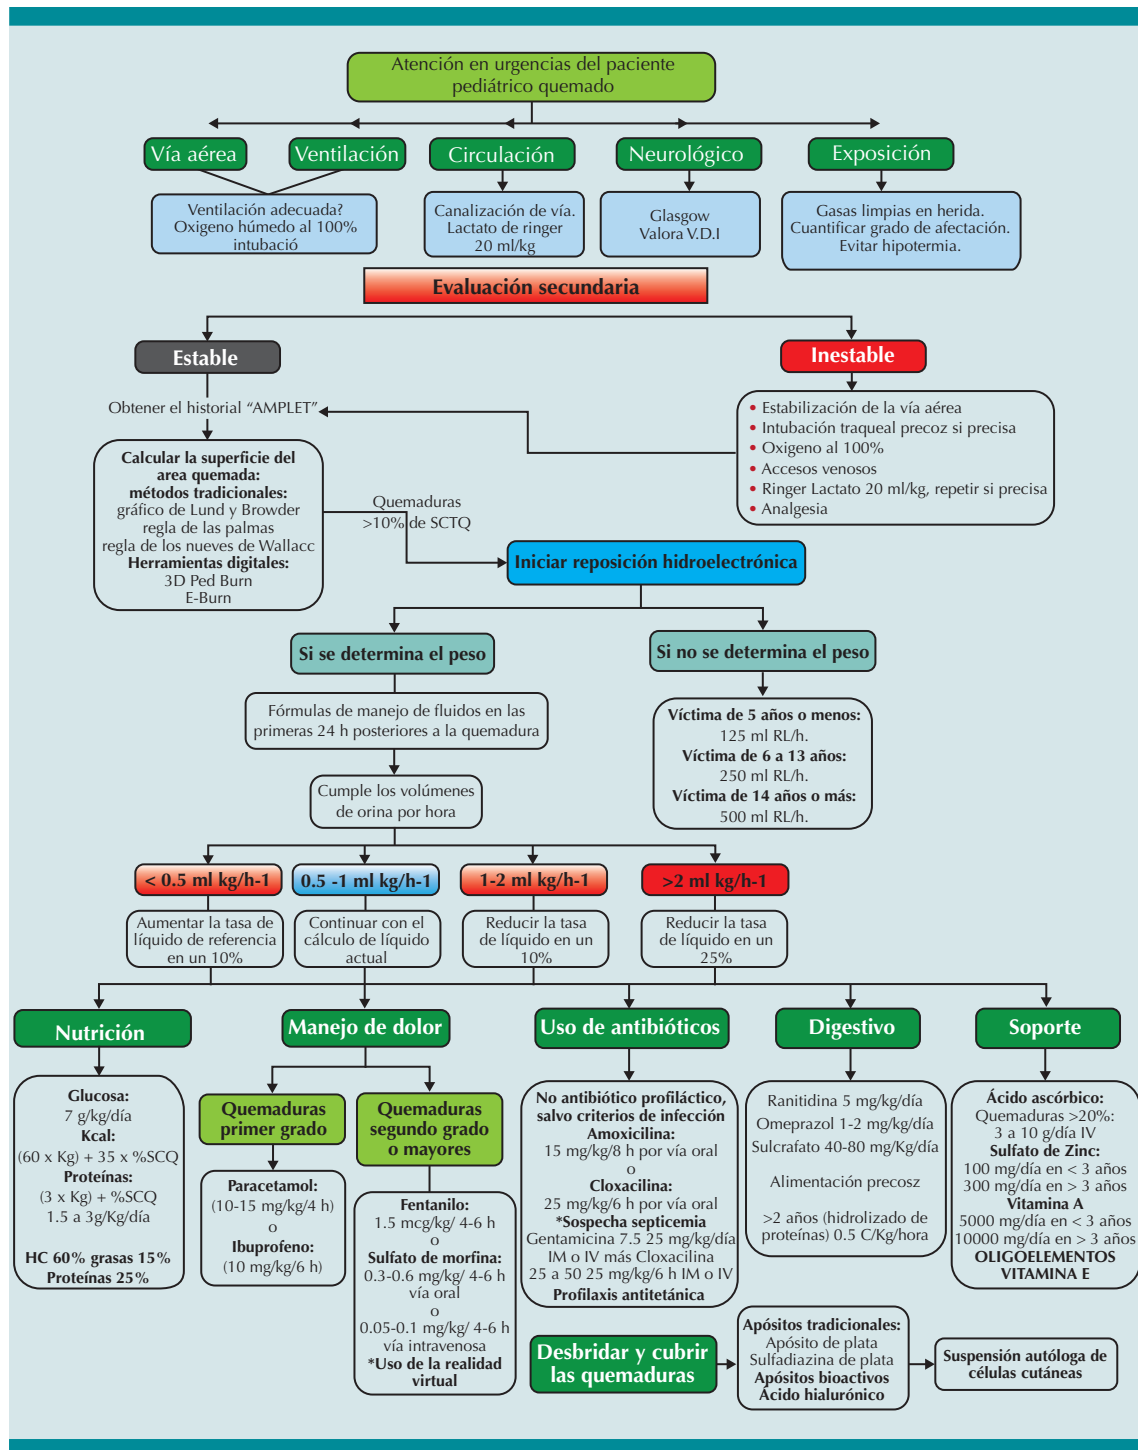 Atención en urgencias del paciente
pediátrico quemado
Vía aérea
Ventilación
Circulación
Neurológico
Exposición
Ventilación adecuada?
Oxigeno húmedo al 100%
intubació
Canalización de vía.
Lactato de ringer
20 ml/kg
Glasgow
Valora V.D.I
Gasas limpias en herida.
Cuantificar grado de afectación.
Evitar hipotermia.
Evaluación secundaria
Estable
Inestable
Obtener el historial “AMPLET”
• Estabilización de la vía aérea
• Intubación traqueal precoz si precisa
• Oxigeno al 100%
• Accesos venosos
• Ringer Lactato 20 ml/kg, repetir si precisa
• Analgesia
Calcular la superficie del
area quemada:
métodos tradicionales:
gráfico de Lund y Browder
regla de las palmas
regla de los nueves de Wallacc
Herramientas digitales:
3D Ped Burn
E-Burn
Quemaduras
>10% de SCTQ
Iniciar reposición hidroelectrónica
Si se determina el peso
Si no se determina el peso
Fórmulas de manejo de fluidos en las
primeras 24 h posteriores a la quemadura
Víctima de 5 años o menos:
125 ml RL/h.
Víctima de 6 a 13 años:
250 ml RL/h.
Víctima de 14 años o más:
500 ml RL/h.
Cumple los volúmenes
de orina por hora
< 0.5 ml kg/h-1
0.5 -1 ml kg/h-1
1-2 ml kg/h-1
>2 ml kg/h-1
Aumentar la tasa de
líquido de referencia
en un 10%
Continuar con el
cálculo de líquido
actual
Reducir la tasa
de líquido en un
10%
Reducir la tasa
de líquido en un
25%
Nutrición
Manejo de dolor
Uso de antibióticos
Digestivo
Soporte
Glucosa:
7 g/kg/día
Kcal:
(60 x Kg) + 35 x %SCQ
Proteínas:
(3 x Kg) + %SCQ
1.5 a 3g/Kg/día
HC 60% grasas 15%
Proteínas 25%
Quemaduras
primer grado
Paracetamol:
(10-15 mg/kg/4 h)
o
Ibuprofeno:
(10 mg/kg/6 h)
Quemaduras
segundo grado
o mayores
Fentanilo:
1.5 mcg/kg/ 4-6 h
o
Sulfato de morfina:
0.3-0.6 mg/kg/ 4-6 h
vía oral
o
0.05-0.1 mg/kg/ 4-6 h
vía intravenosa
*Uso de la realidad
virtual
No antibiótico profiláctico,
salvo criterios de infección
Amoxicilina:
15 mg/kg/8 h por vía oral
o
Cloxacilina:
25 mg/kg/6 h por vía oral
*Sospecha septicemia
Gentamicina 7.5 25 mg/kg/día
IM o IV más Cloxacilina
25 a 50 25 mg/kg/6 h IM o IV
Profilaxis antitetánica
Ranitidina 5 mg/kg/día
Omeprazol 1-2 mg/kg/día
Sulcrafato 40-80 mg/Kg/día
Alimentación precosz
>2 años (hidrolizado de
proteínas) 0.5 C/Kg/hora
Ácido ascórbico:
Quemaduras >20%:
3 a 10 g/día IV
Sulfato de Zinc:
100 mg/día en < 3 años
300 mg/día en > 3 años
Vitamina A
5000 mg/día en < 3 años
10000 mg/día en > 3 años
OLIGOELEMENTOS
VITAMINA E
Desbridar y cubrir
las quemaduras
Apósitos tradicionales:
Apósito de plata
Sulfadiazina de plata
Apósitos bioactivos
Ácido hialurónico
Suspensión autóloga de
células cutáneas